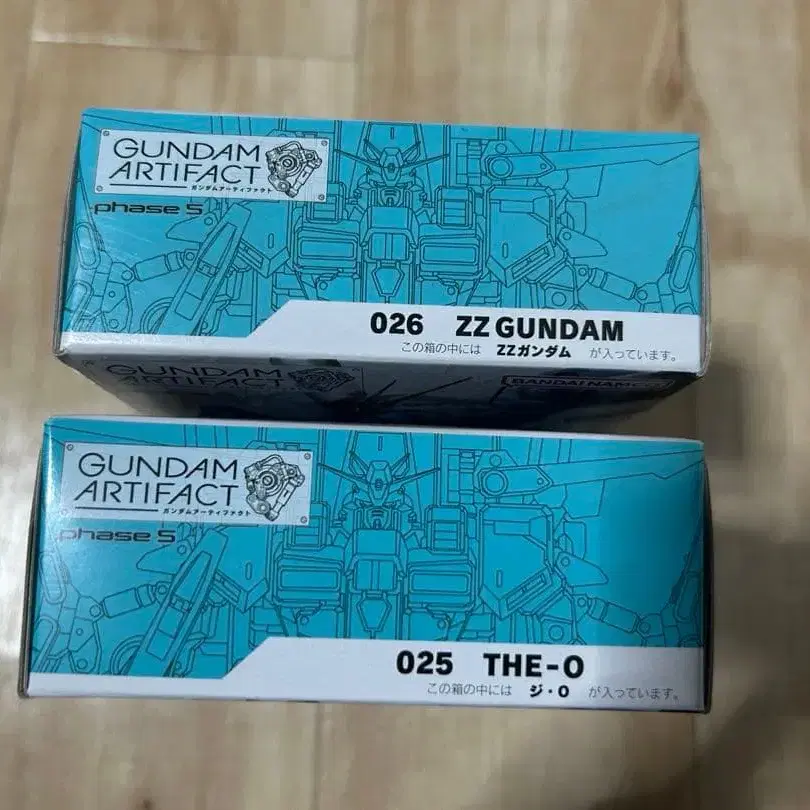 GUNDAM
ARTIFACT
ガンダムアーティファクト
phase 5
026 ZZ GUNDAM
この箱の中には ZZガンダム が入っています。
GUNDAM
ARTIFACT
BANDAI NAMCO
GUNDAM
ARTIFACT
ガンダムアーティファクト
phase 5
025 THE-O
この箱の中には ジ・O が入っています。